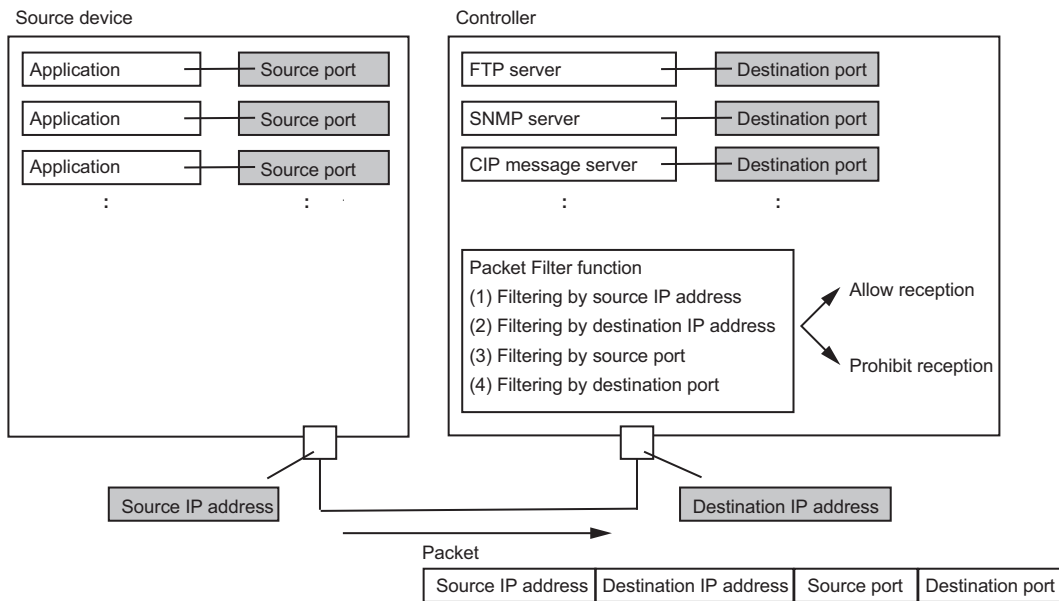 Source device
Controller
Application
Source port
FTP server
Destination port
Application
Source port
SNMP server
Destination port
Application
Source port
CIP message server
Destination port
:
:
:
:
Packet Filter function
(1) Filtering by source IP address
(2) Filtering by destination IP address
(3) Filtering by source port
(4) Filtering by destination port
Allow reception
Prohibit reception
Source IP address
Destination IP address
Packet
Source IP address
Destination IP address
Source port
Destination port